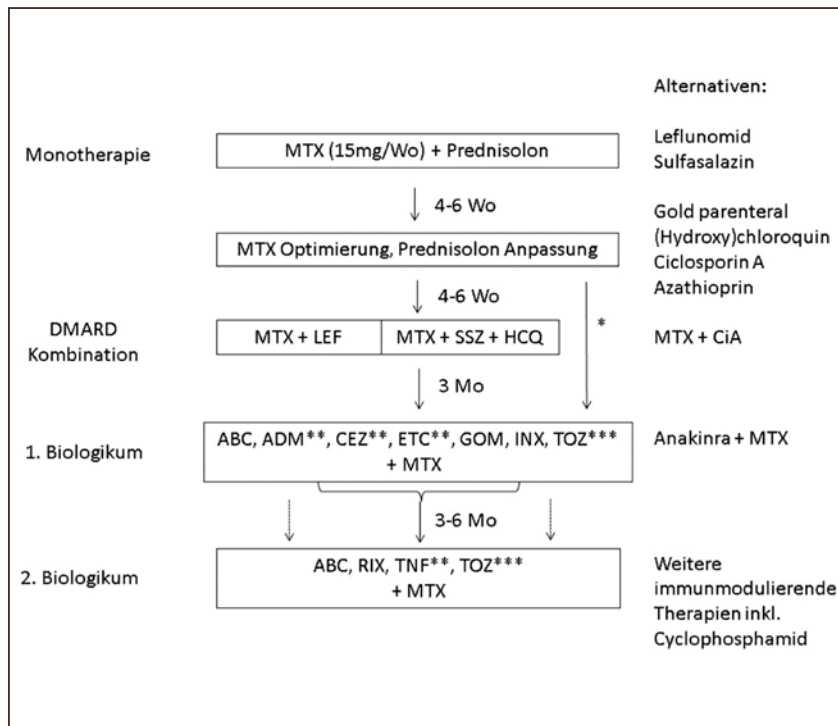 Alternativen:
Monotherapie
MTX (15mg/Wo) + Prednisolon
Leflunomid
Sulfasalazin
4-6 Wo
MTX Optimierung, Prednisolon Anpassung
Gold parenteral
(Hydroxy)chloroquin
Ciclosporin A
Azathioprin
4-6 Wo
*
DMARD
Kombination
MTX + LEF
MTX + SSZ + HCQ
MTX + CiA
3 Mo
1. Biologikum
ABC, ADM**, CEZ**, ETC**, GOM, INX, TOZ***
+ MTX
Anakinra + MTX
3-6 Mo
2. Biologikum
ABC, RIX, TNF**, TOZ***
+ MTX
Weitere
immunmodulierende
Therapien inkl.
Cyclophosphamid